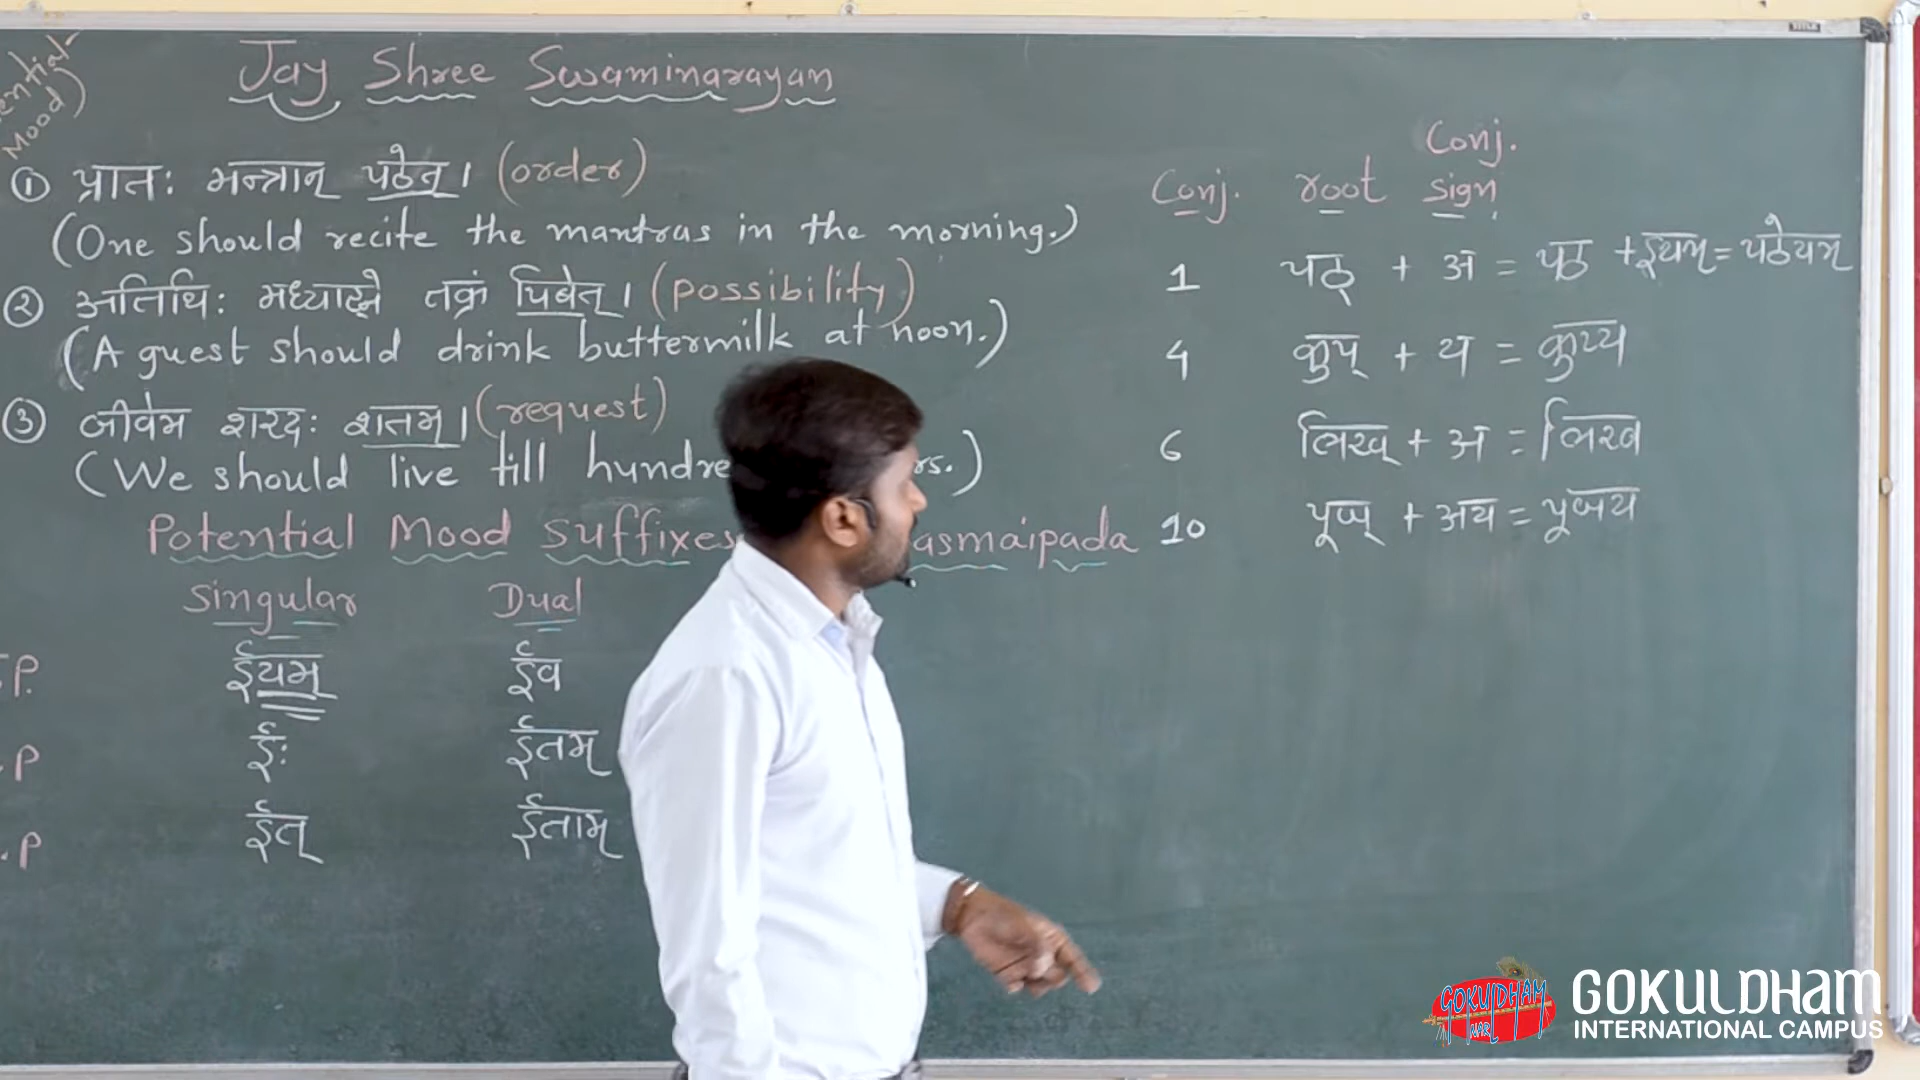 Mood)
Jay Shree Swaminarayan
① प्रातः मन्त्रान् पठेत् । (order)
(One should recite the mantras in the morning.)
② अतिथिः मध्याह्ने तक्रं पिबेत् । (possibility)
(A guest should drink buttermilk at noon.)
③ जीवेम शरदः शतम् । (request)
(We should live till
Potential Mood Suffixes
Singular Dual
ईयम् ईव
ईः ईतम्
ईत् ईताम्
Conj. root Conj. sign
1 पठ् + अ = पठ + ईयम् = पठेयम्
4 कुप् + य = कुप्य
6 लिख् + अ = लिख
10 पूज् + अय = पूजय
GOKULDHAM NAR
GOKULDHAM
INTERNATIONAL CAMPUS